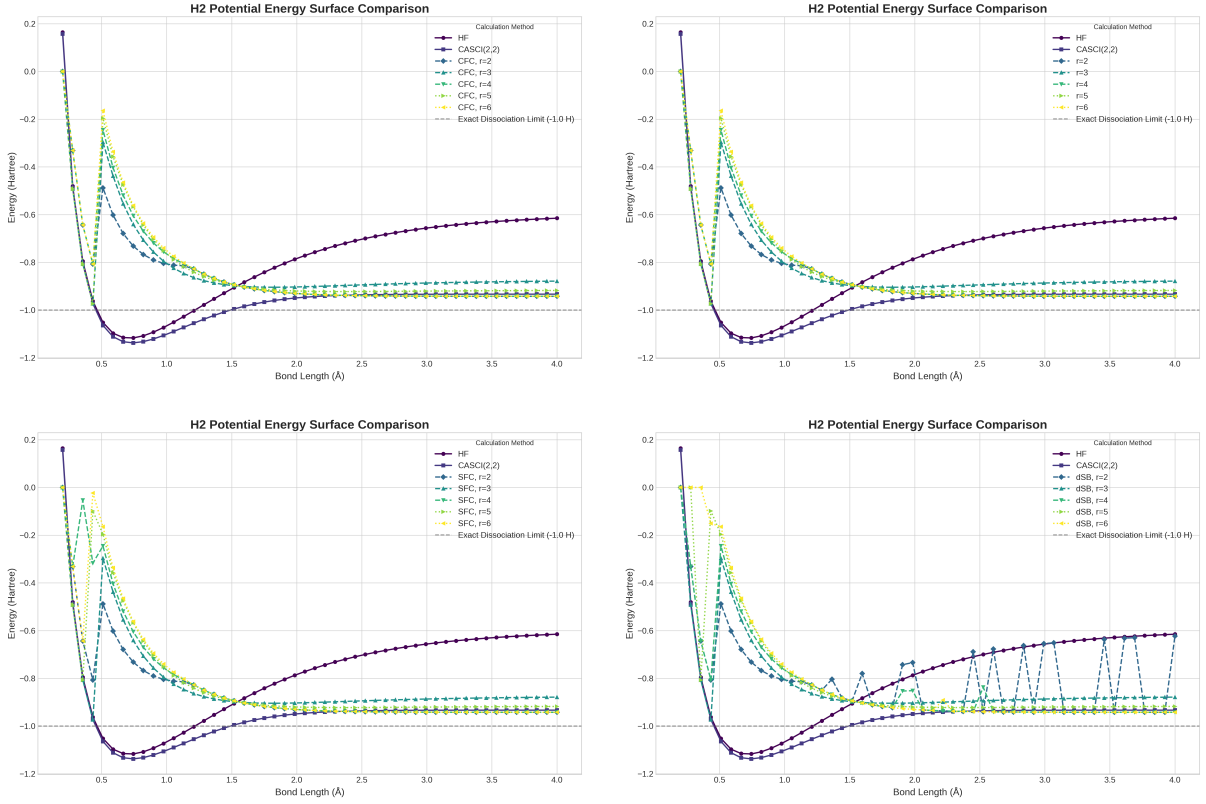 H2 Potential Energy Surface Comparison
Energy (Hartree)
0.2
0.0
−0.2
−0.4
−0.6
−0.8
−1.0
−1.2
Calculation Method
HF
CASCI(2,2)
CFC, r=2
CFC, r=3
CFC, r=4
CFC, r=5
CFC, r=6
Exact Dissociation Limit (-1.0 H)
0.5 1.0 1.5 2.0 2.5 3.0 3.5 4.0
Bond Length (Å)
H2 Potential Energy Surface Comparison
Energy (Hartree)
0.2
0.0
−0.2
−0.4
−0.6
−0.8
−1.0
−1.2
Calculation Method
HF
CASCI(2,2)
r=2
r=3
r=4
r=5
r=6
Exact Dissociation Limit (-1.0 H)
0.5 1.0 1.5 2.0 2.5 3.0 3.5 4.0
Bond Length (Å)
H2 Potential Energy Surface Comparison
Energy (Hartree)
0.2
0.0
−0.2
−0.4
−0.6
−0.8
−1.0
−1.2
Calculation Method
HF
CASCI(2,2)
SFC, r=2
SFC, r=3
SFC, r=4
SFC, r=5
SFC, r=6
Exact Dissociation Limit (-1.0 H)
0.5 1.0 1.5 2.0 2.5 3.0 3.5 4.0
Bond Length (Å)
H2 Potential Energy Surface Comparison
Energy (Hartree)
0.2
0.0
−0.2
−0.4
−0.6
−0.8
−1.0
−1.2
Calculation Method
HF
CASCI(2,2)
dSB, r=2
dSB, r=3
dSB, r=4
dSB, r=5
dSB, r=6
Exact Dissociation Limit (-1.0 H)
0.5 1.0 1.5 2.0 2.5 3.0 3.5 4.0
Bond Length (Å)